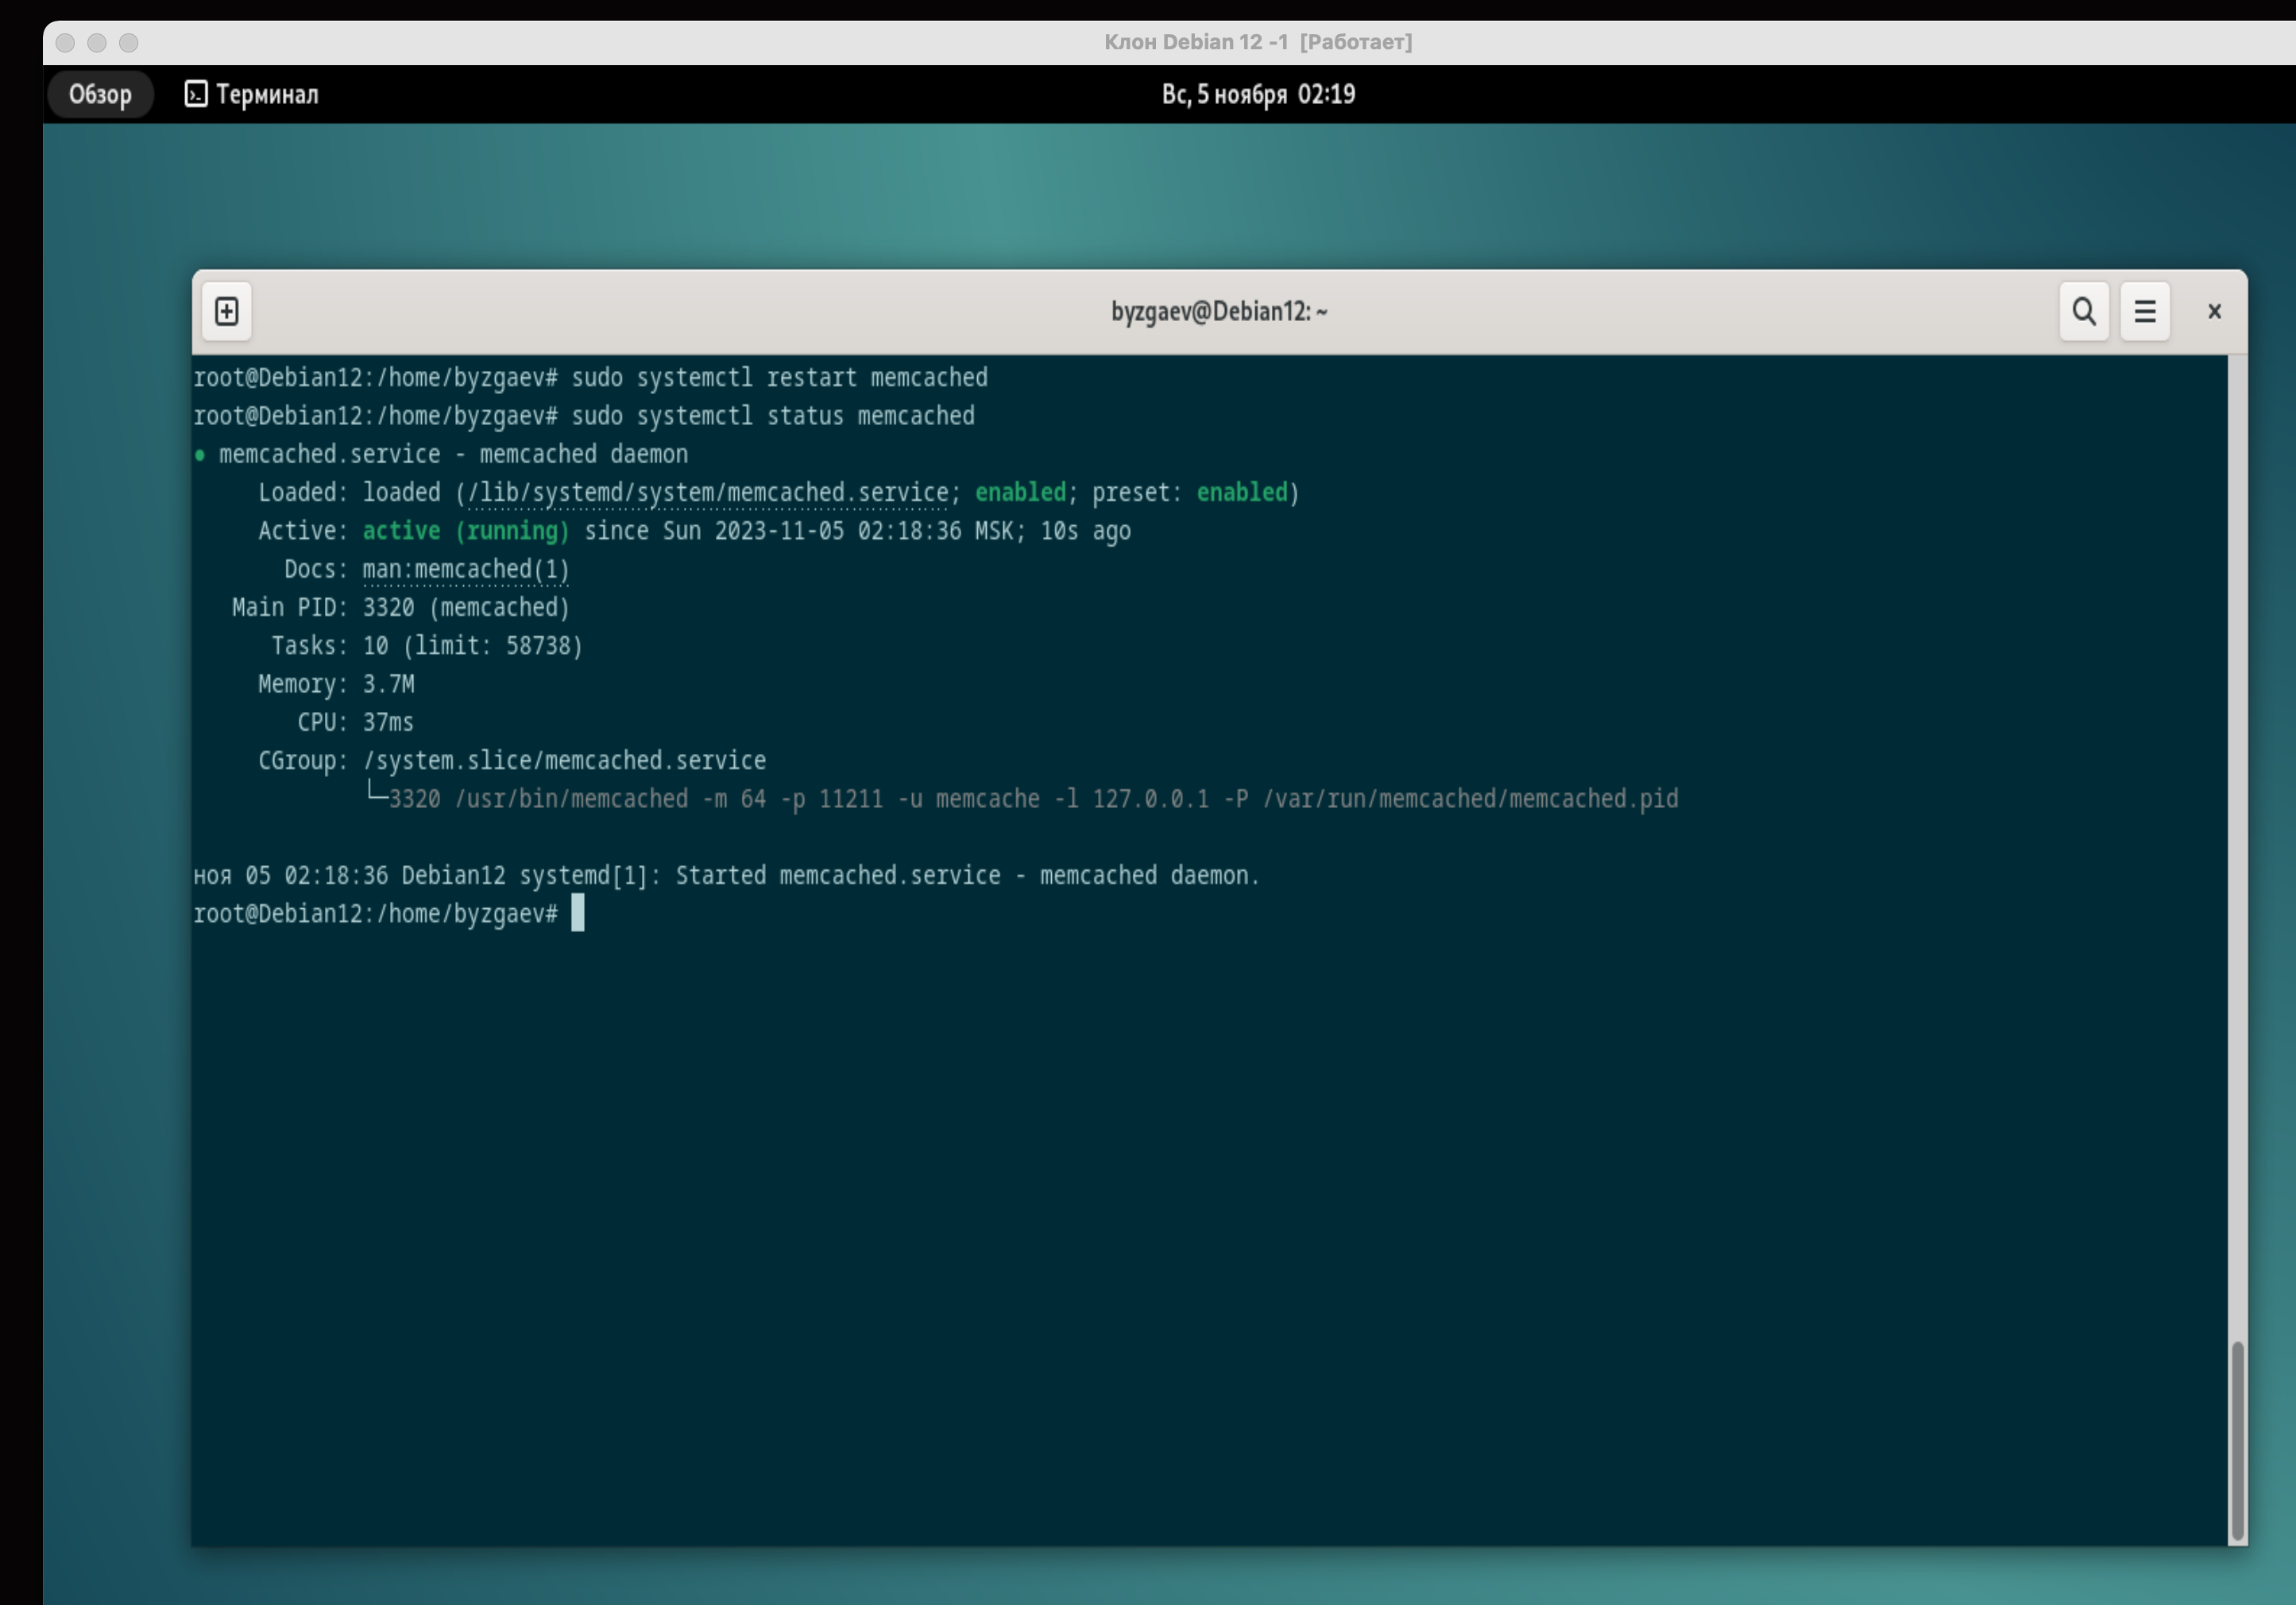 Клон Debian 12 -1 [Работает]
Обзор Терминал Вс, 5 ноября 02:19
byzgaev@Debian12: ~
root@Debian12:/home/byzgaev# sudo systemctl restart memcached
root@Debian12:/home/byzgaev# sudo systemctl status memcached
● memcached.service - memcached daemon
Loaded: loaded (/lib/systemd/system/memcached.service; enabled; preset: enabled)
Active: active (running) since Sun 2023-11-05 02:18:36 MSK; 10s ago
Docs: man:memcached(1)
Main PID: 3320 (memcached)
Tasks: 10 (limit: 58738)
Memory: 3.7M
CPU: 37ms
CGroup: /system.slice/memcached.service
└─3320 /usr/bin/memcached -m 64 -p 11211 -u memcache -l 127.0.0.1 -P /var/run/memcached/memcached.pid
ноя 05 02:18:36 Debian12 systemd[1]: Started memcached.service - memcached daemon.
root@Debian12:/home/byzgaev#